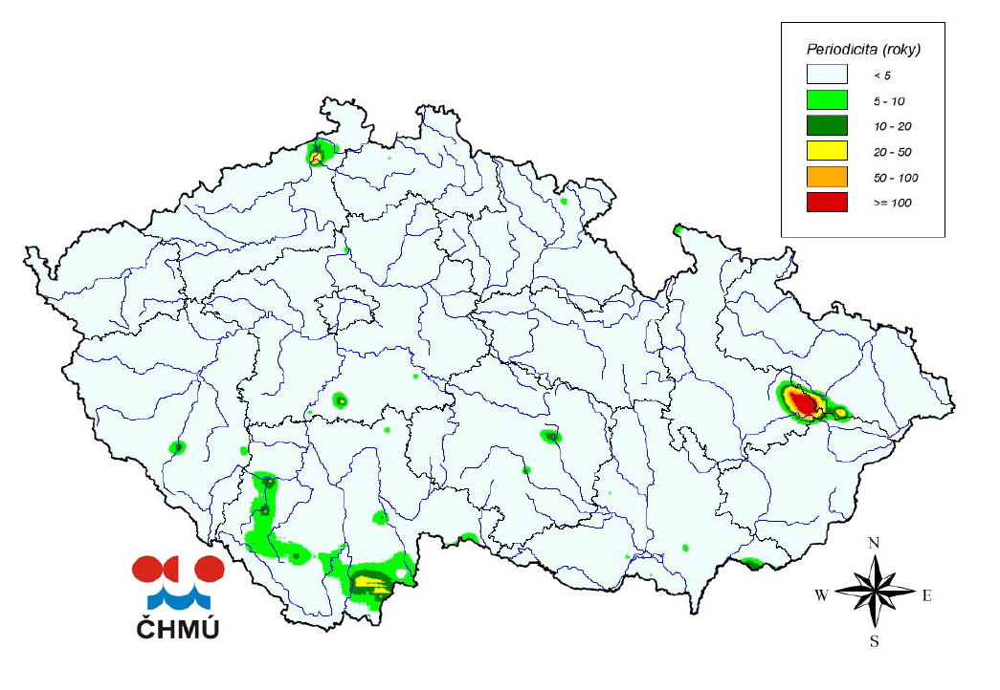 Periodicita (roky)
< 5
5 - 10
10 - 20
20 - 50
50 - 100
>= 100
N
W
E
S
ČHMÚ